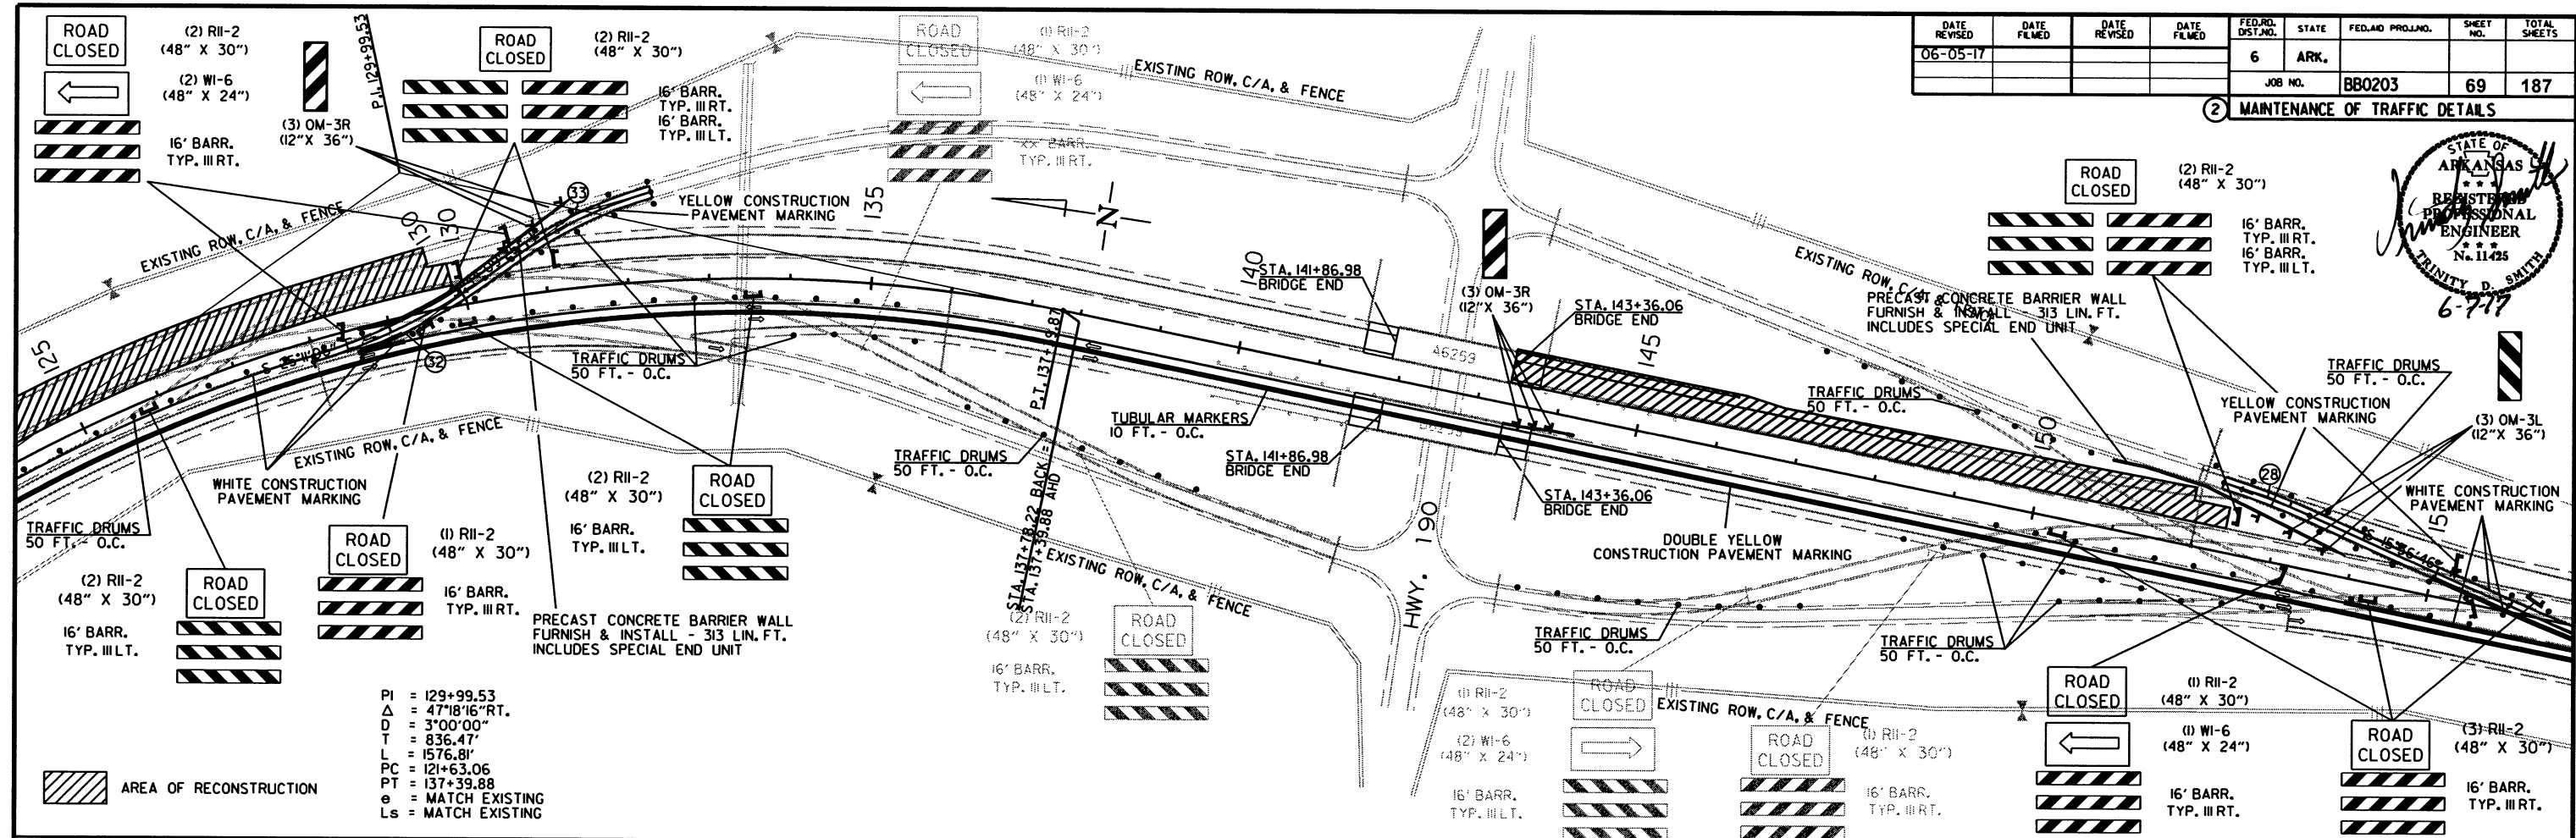 ROAD
CLOSED
(2) R11-2
(48" X 30")
(2) W1-6
(48" X 24")
16' BARR.
TYP. III RT.
(3) OM-3R
(12"X 36")
P.I. 129+99.53
ROAD
CLOSED
(2) R11-2
(48" X 30")
16' BARR.
TYP. III RT.
16' BARR.
TYP. III LT.
ROAD
CLOSED
(1) R11-2
(48" X 30")
(1) W1-6
(48" X 24")
XX BARR.
TYP. III RT.
EXISTING ROW, C/A, & FENCE
DATE
REVISED
DATE
FILMED
DATE
REVISED
DATE
FILMED
FED.RD.
DIST.NO.
STATE
FED.AID PROJ.NO.
SHEET
NO.
TOTAL
SHEETS
06-05-17
6
ARK.
JOB NO.
BB0203
69
187
2
MAINTENANCE OF TRAFFIC DETAILS
STATE OF
ARKANSAS
REGISTERED
PROFESSIONAL
ENGINEER
No. 11425
TRINITY D. SMITH
6-7-17
ROAD
CLOSED
(2) R11-2
(48" X 30")
16' BARR.
TYP. III RT.
16' BARR.
TYP. III LT.
EXISTING ROW, C/A, & FENCE
130
130
33
YELLOW CONSTRUCTION
PAVEMENT MARKING
135
N
140
STA. 141+86.98
BRIDGE END
(3) OM-3R
(12"X 36")
STA. 143+36.06
BRIDGE END
A6259
145
EXISTING ROW, C/A, & FENCE
PRECAST CONCRETE BARRIER WALL
FURNISH & INSTALL - 313 LIN. FT.
INCLUDES SPECIAL END UNIT
125
32
TRAFFIC DRUMS
50 FT. - O.C.
P.T. 137+39.87
TUBULAR MARKERS
10 FT. - O.C.
TRAFFIC DRUMS
50 FT. - O.C.
TRAFFIC DRUMS
50 FT. - O.C.
YELLOW CONSTRUCTION
PAVEMENT MARKING
(3) OM-3L
(12"X 36")
EXISTING ROW, C/A, & FENCE
WHITE CONSTRUCTION
PAVEMENT MARKING
TRAFFIC DRUMS
50 FT. - O.C.
TRAFFIC DRUMS
50 FT. - O.C.
STA. 141+86.98
BRIDGE END
STA. 143+36.06
BRIDGE END
150
28
WHITE CONSTRUCTION
PAVEMENT MARKING
(2) R11-2
(48" X 30")
ROAD
CLOSED
16' BARR.
TYP. III LT.
ROAD
CLOSED
(1) R11-2
(48" X 30")
16' BARR.
TYP. III RT.
(2) R11-2
(48" X 30")
ROAD
CLOSED
16' BARR.
TYP. III LT.
STA. 137+78.22 BACK =
STA. 137+39.88 AHD
EXISTING ROW, C/A, & FENCE
HWY. 190
DOUBLE YELLOW
CONSTRUCTION PAVEMENT MARKING
PRECAST CONCRETE BARRIER WALL
FURNISH & INSTALL - 313 LIN. FT.
INCLUDES SPECIAL END UNIT
(2) R11-2
(48" X 30")
ROAD
CLOSED
16' BARR.
TYP. III LT.
TRAFFIC DRUMS
50 FT. - O.C.
TRAFFIC DRUMS
50 FT. - O.C.
(1) R11-2
(48" X 30")
ROAD
CLOSED
(2) W1-6
(48" X 24")
16' BARR.
TYP. III LT.
EXISTING ROW, C/A, & FENCE
ROAD
CLOSED
(1) R11-2
(48" X 30")
16' BARR.
TYP. III RT.
ROAD
CLOSED
(1) R11-2
(48" X 30")
(1) W1-6
(48" X 24")
16' BARR.
TYP. III RT.
ROAD
CLOSED
(3) R11-2
(48" X 30")
16' BARR.
TYP. III RT.
PI = 129+99.53
Δ = 47°18'16"RT.
D = 3°00'00"
T = 836.47'
L = 1576.81'
PC = 121+63.06
PT = 137+39.88
e = MATCH EXISTING
Ls = MATCH EXISTING
AREA OF RECONSTRUCTION